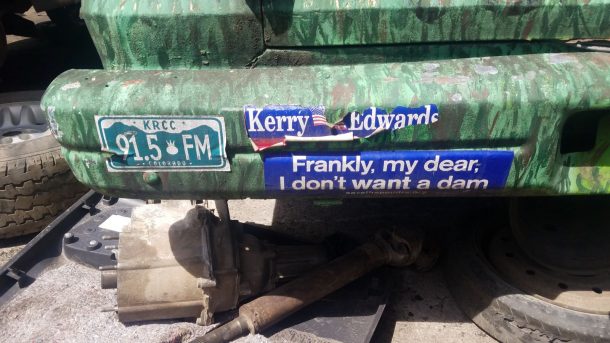 KRCC
91.5 FM
COLORADO
Kerry Edwards
Frankly, my dear,
I don't want a dam